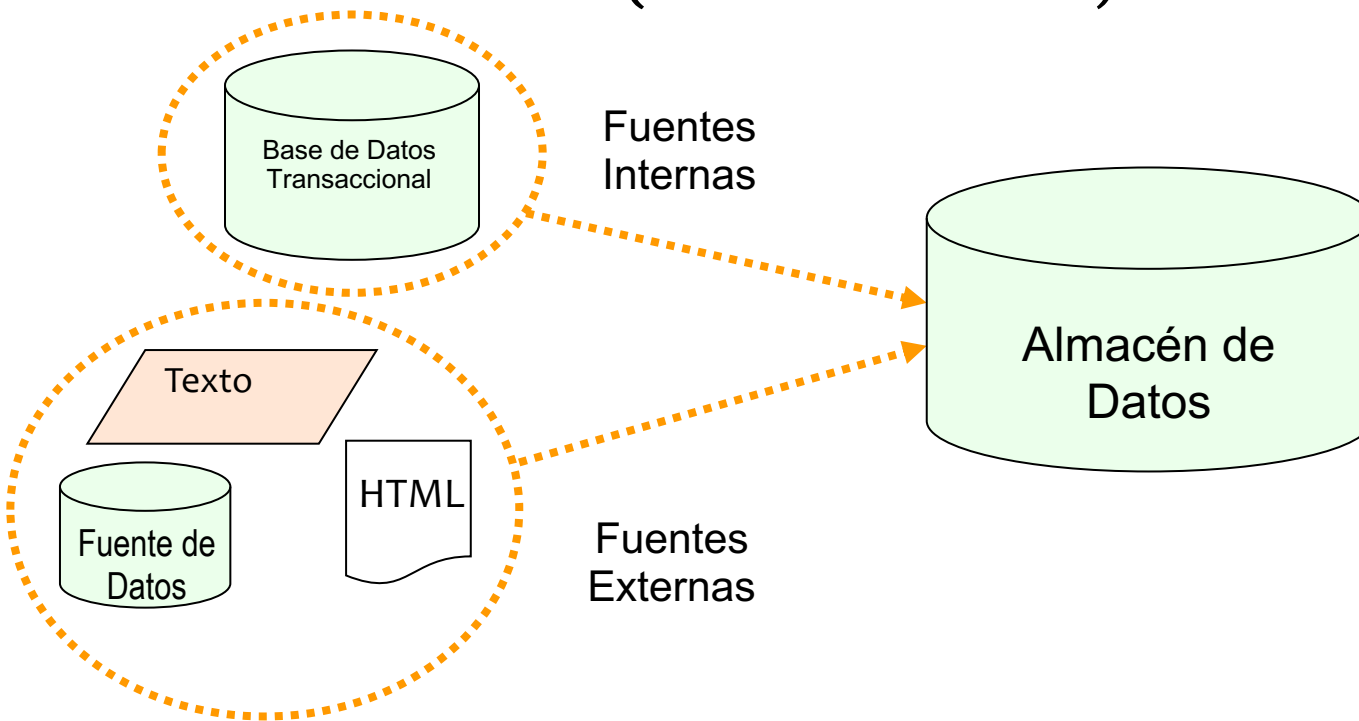 Base de Datos
Transaccional
Fuentes
Internas
Almacén de
Datos
Texto
HTML
Fuente de
Datos
Fuentes
Externas